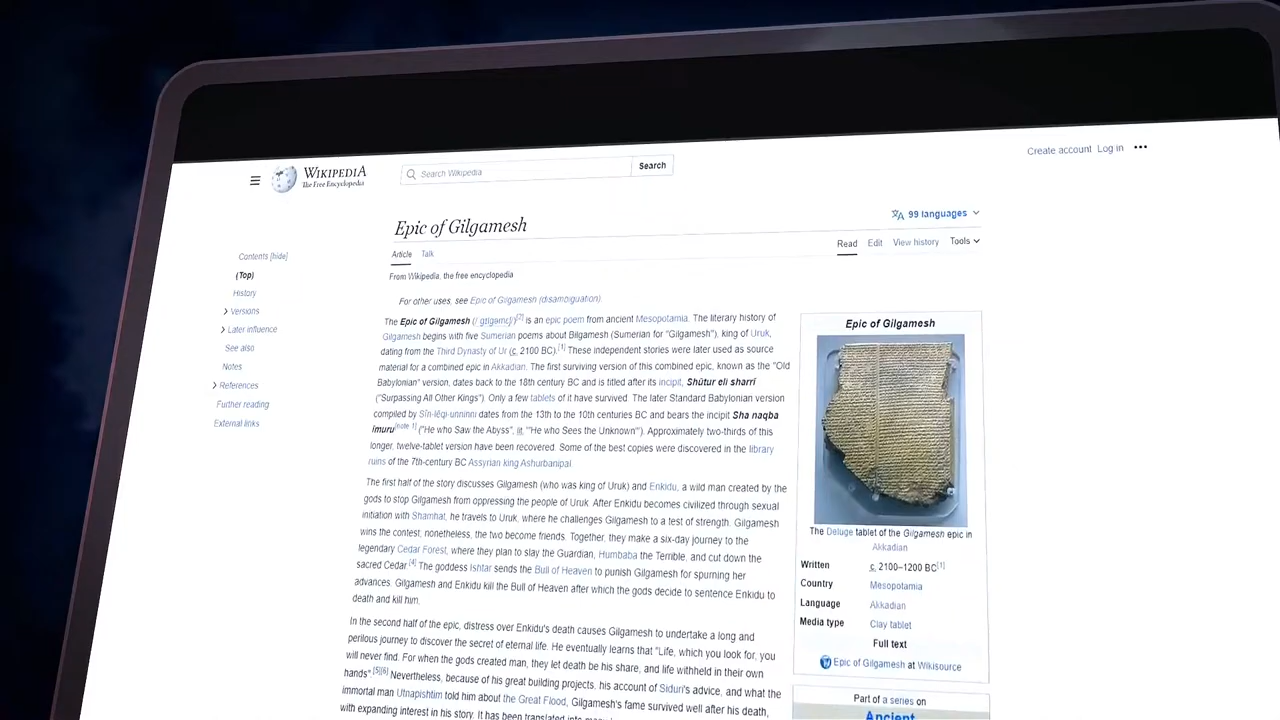 WIKIPEDIA
The Free Encyclopedia
Search Wikipedia
Search
Create account Log in
Epic of Gilgamesh
99 languages
Article Talk
Read Edit View history Tools
From Wikipedia, the free encyclopedia
Contents [hide]
(Top)
History
Versions
Later influence
See also
Notes
References
Further reading
External links
For other uses, see Epic of Gilgamesh (disambiguation).
The Epic of Gilgamesh [2] is an epic poem from ancient Mesopotamia. The literary history of
Gilgamesh begins with five Sumerian poems about Bilgamesh (Sumerian for "Gilgamesh"), king of Uruk,
dating from the Third Dynasty of Ur (c. 2100 BC).[1] These independent stories were later used as source
material for a combined epic in Akkadian. The first surviving version of this combined epic, known as the "Old
Babylonian" version, dates back to the 18th century BC and is titled after its incipit, Shūtur eli sharrī
("Surpassing All Other Kings"). Only a few tablets of it have survived. The later Standard Babylonian version
compiled by Sîn-lēqi-unninni dates from the 13th to the 10th centuries BC and bears the incipit Sha naqba
īmuru[note 1] ("He who Saw the Abyss", lit. '"He who Sees the Unknown"'). Approximately two-thirds of this
longer, twelve-tablet version have been recovered. Some of the best copies were discovered in the library
ruins of the 7th-century BC Assyrian king Ashurbanipal.
The first half of the story discusses Gilgamesh (who was king of Uruk) and Enkidu, a wild man created by the
gods to stop Gilgamesh from oppressing the people of Uruk. After Enkidu becomes civilized through sexual
initiation with Shamhat, he travels to Uruk, where he challenges Gilgamesh to a test of strength. Gilgamesh
wins the contest; nonetheless, the two become friends. Together, they make a six-day journey to the
legendary Cedar Forest, where they plan to slay the Guardian, Humbaba the Terrible, and cut down the
sacred Cedar.[4] The goddess Ishtar sends the Bull of Heaven to punish Gilgamesh for spurning her
advances. Gilgamesh and Enkidu kill the Bull of Heaven after which the gods decide to sentence Enkidu to
death and kill him.
In the second half of the epic, distress over Enkidu's death causes Gilgamesh to undertake a long and
perilous journey to discover the secret of eternal life. He eventually learns that "Life, which you look for, you
will never find. For when the gods created man, they let death be his share, and life withheld in their own
hands".[5][6] Nevertheless, because of his great building projects, his account of Siduri's advice, and what the
immortal man Utnapishtim told him about the Great Flood, Gilgamesh's fame survived well after his death,
with expanding interest in his story. It has been translated into many
Epic of Gilgamesh
The Deluge tablet of the Gilgamesh epic in
Akkadian
Written c. 2100–1200 BC[1]
Country Mesopotamia
Language Akkadian
Media type Clay tablet
Full text
Epic of Gilgamesh at Wikisource
Part of a series on
Ancient